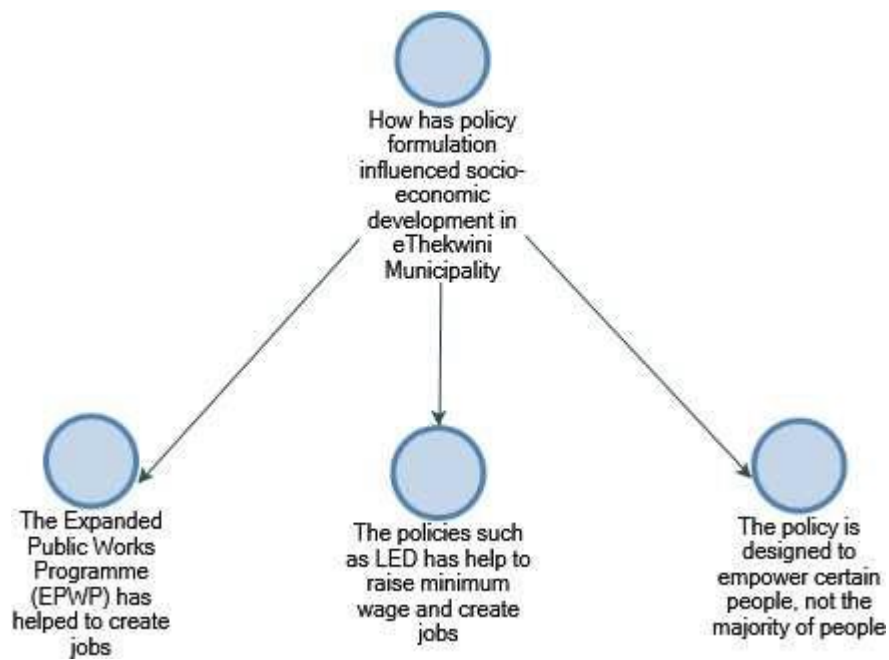 How has policy
formulation
influenced socio-
economic
development in
eThekwini
Municipality
The Expanded
Public Works
Programme
(EPWP) has
helped to create
jobs
The policies such
as LED has help to
raise minimum
wage and create
jobs
The policy is
designed to
empower certain
people, not the
majority of people